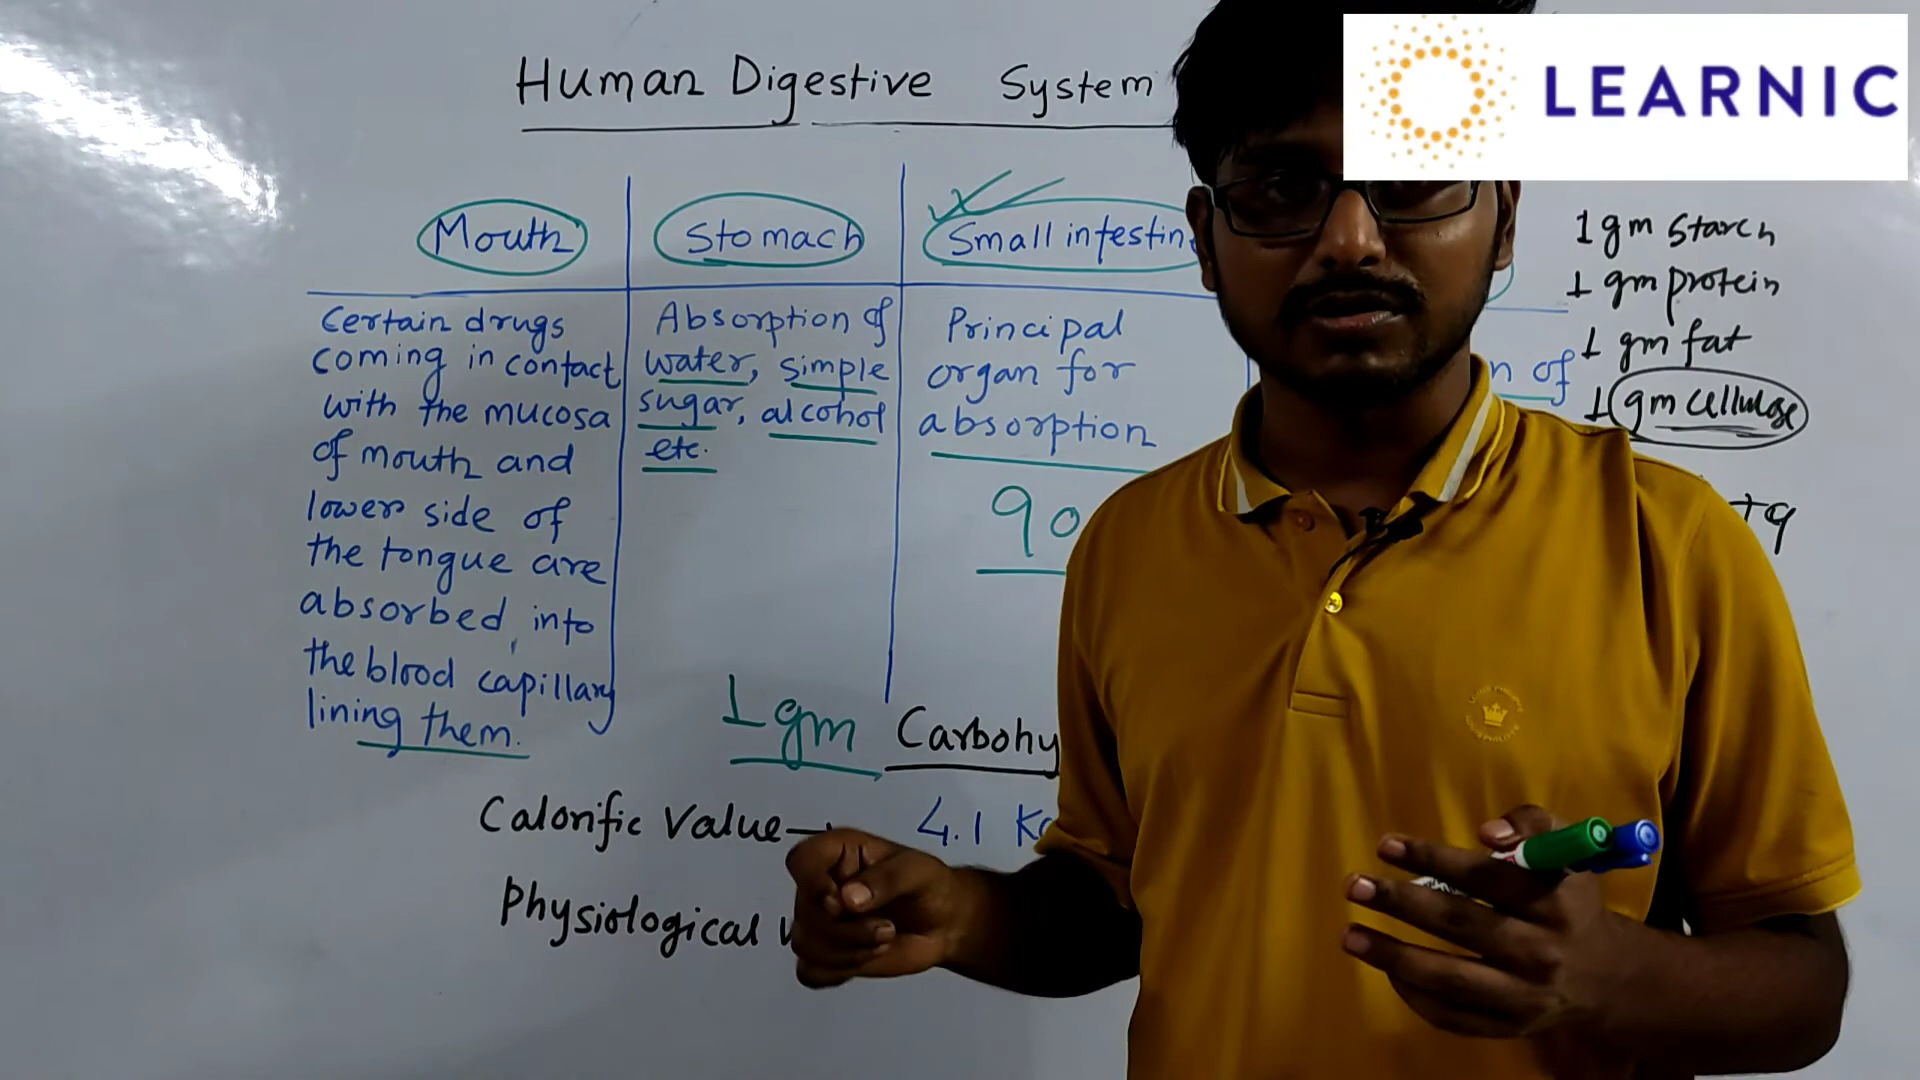 Human Digestive System
LEARNIC
Mouth
Certain drugs
coming in contact
with the mucosa
of mouth and
lower side of
the tongue are
absorbed into
the blood capillary
lining them.
Stomach
Absorption of
water, simple
sugar, alcohol
etc.
Small intestin
Principal
organ for
absorption
90
n of
1 gm starch
1 gm protein
1 gm fat
1 gm cellulose
1 gm Carbohy
Calorific Value → 4.1 Kc
Physiological v